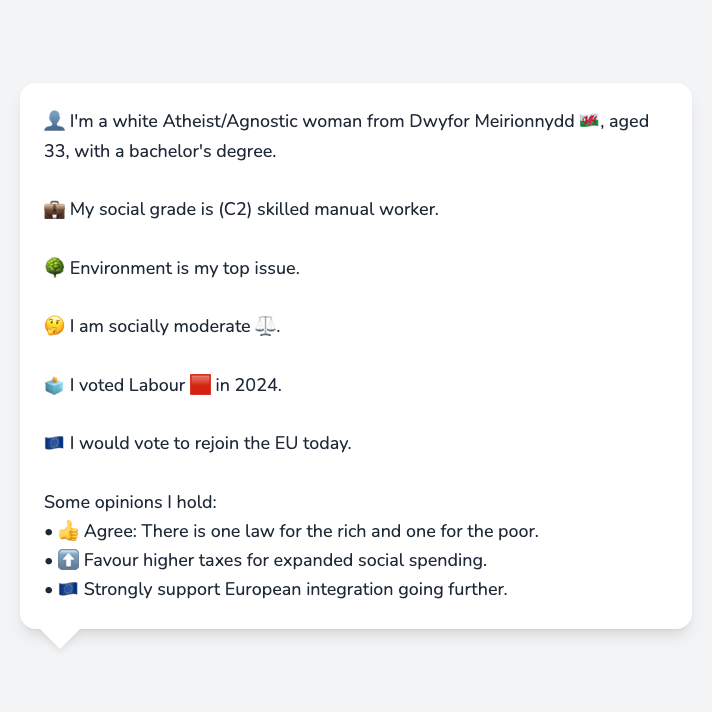 👤 I'm a white Atheist/Agnostic woman from Dwyfor Meirionnydd 🏴󠁧󠁢󠁷󠁬󠁳󠁿, aged
33, with a bachelor's degree.
💼 My social grade is (C2) skilled manual worker.
🌳 Environment is my top issue.
🤔 I am socially moderate ⚖️.
🗳️ I voted Labour 🟥 in 2024.
🇪🇺 I would vote to rejoin the EU today.
Some opinions I hold:
• 👍 Agree: There is one law for the rich and one for the poor.
• ⬆️ Favour higher taxes for expanded social spending.
• 🇪🇺 Strongly support European integration going further.